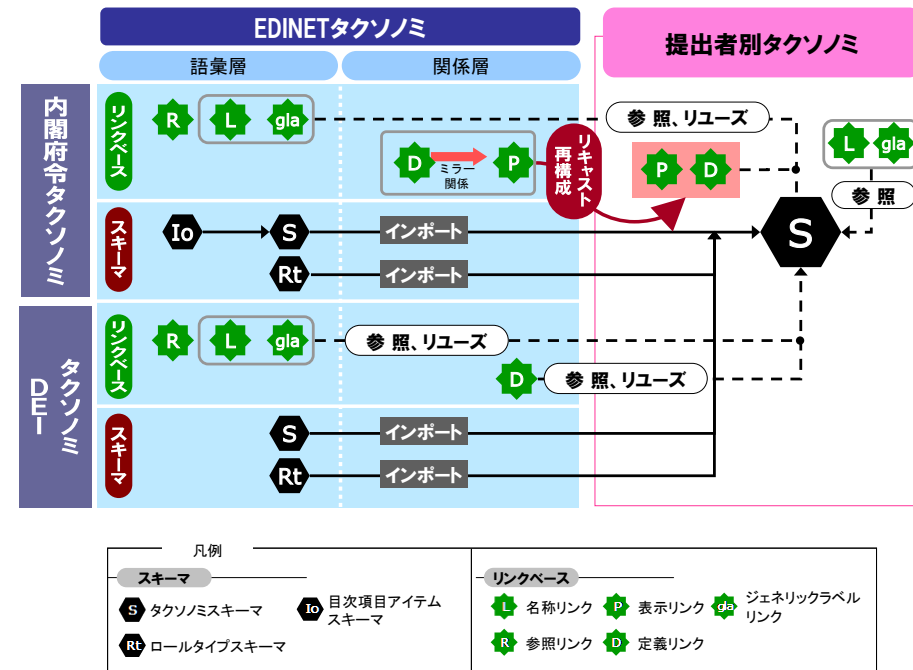 EDINETタクソノミ
提出者別タクソノミ
語彙層
関係層
内閣府令タクソノミ
リンクベース
R
L
gla
参照、リユーズ
L
gla
D
ミラー
関係
P
リキャスト
再構成
P
D
参照
スキーマ
Io
S
インポート
S
Rt
インポート
DEI
タクソノミ
リンクベース
R
L
gla
参照、リユーズ
D
参照、リユーズ
スキーマ
S
インポート
Rt
インポート
凡例
スキーマ
S タクソノミスキーマ
Io 目次項目アイテム
スキーマ
Rt ロールタイプスキーマ
リンクベース
L 名称リンク
P 表示リンク
gla ジェネリックラベル
リンク
R 参照リンク
D 定義リンク